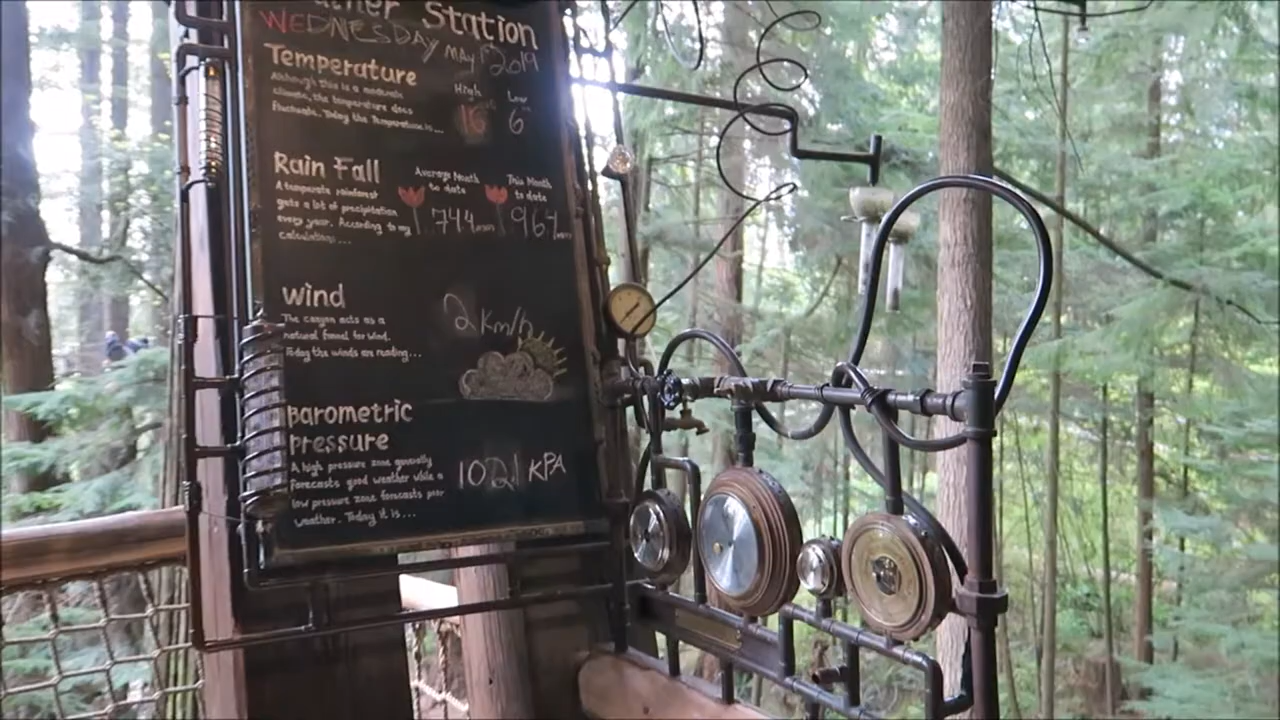 ather Station
WEDNESDAY MAY 1st 2019
Temperature
Although this is a moderate
climate, the temperature does
fluctuate. Today the Temperature is...
High Low
16 6
Rain Fall
A temperate rainforest
gets a lot of precipitation
every year. According to my
calculations...
Average Month
to date
744mm
This Month
to date
967mm
wind
The canyon acts as a
natural funnel for wind.
Today the winds are reading...
2 Km/h
barometric
pressure
A high pressure zone generally
forecasts good weather while a
low pressure zone forecasts poor
weather. Today it is...
1021 KPA